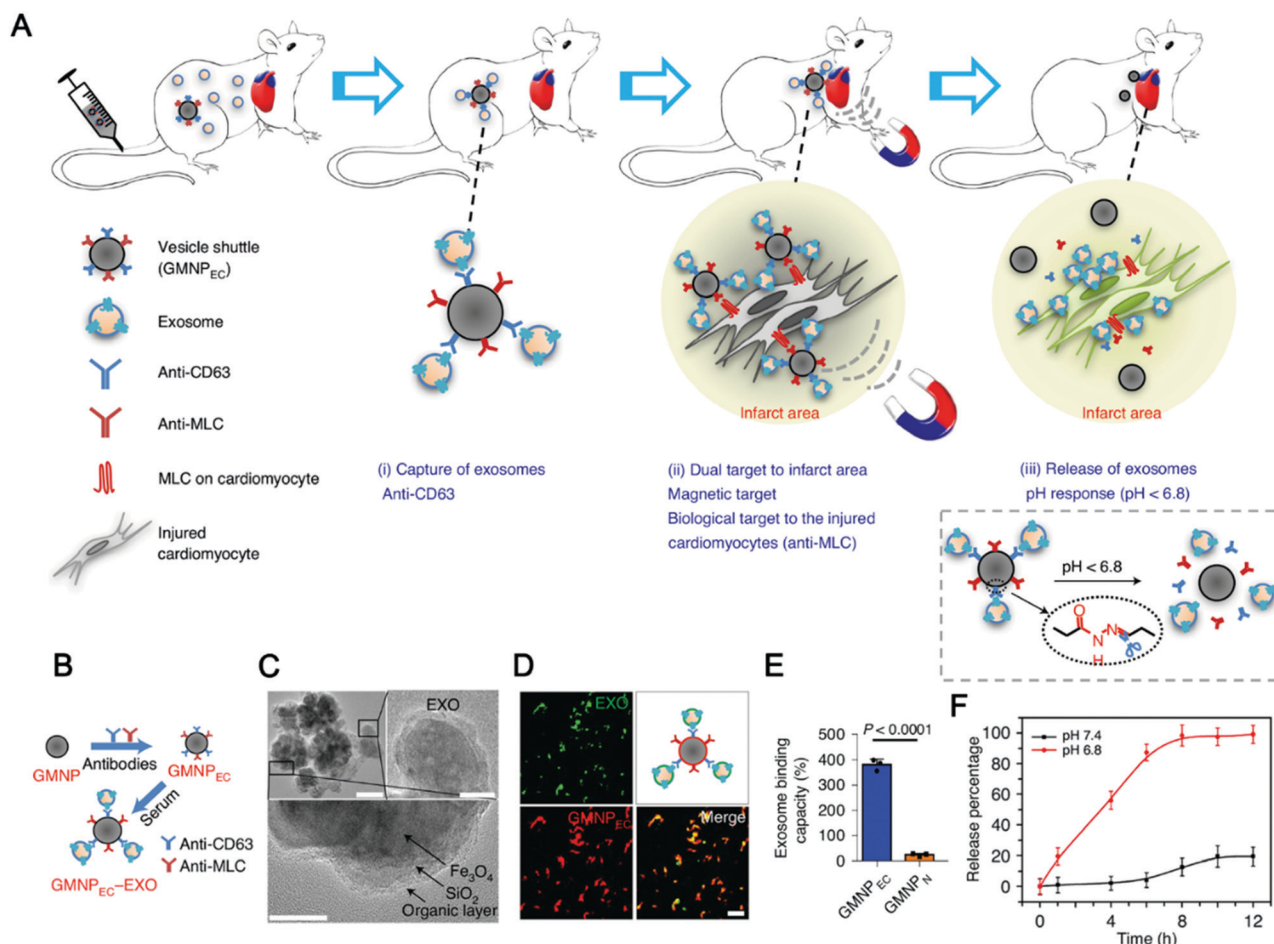 A
Vesicle shuttle
(GMNPEC)
Exosome
Anti-CD63
Anti-MLC
MLC on cardiomyocyte
Injured
cardiomyocyte
(i) Capture of exosomes
Anti-CD63
Infarct area
(ii) Dual target to infarct area
Magnetic target
Biological target to the injured
cardiomyocytes (anti-MLC)
Infarct area
(iii) Release of exosomes
pH response (pH < 6.8)
pH < 6.8
O
N
N
H
B
GMNP
Antibodies
GMNPEC
Serum
Anti-CD63
Anti-MLC
GMNPEC–EXO
C
EXO
Fe3O4
SiO2
Organic layer
D
EXO
GMNPEC
Merge
E
P < 0.0001
Exosome binding
capacity (%)
500
400
300
200
100
0
GMNPEC
GMNPN
F
Release percentage
100
80
60
40
20
0
pH 7.4
pH 6.8
0
4
8
12
Time (h)